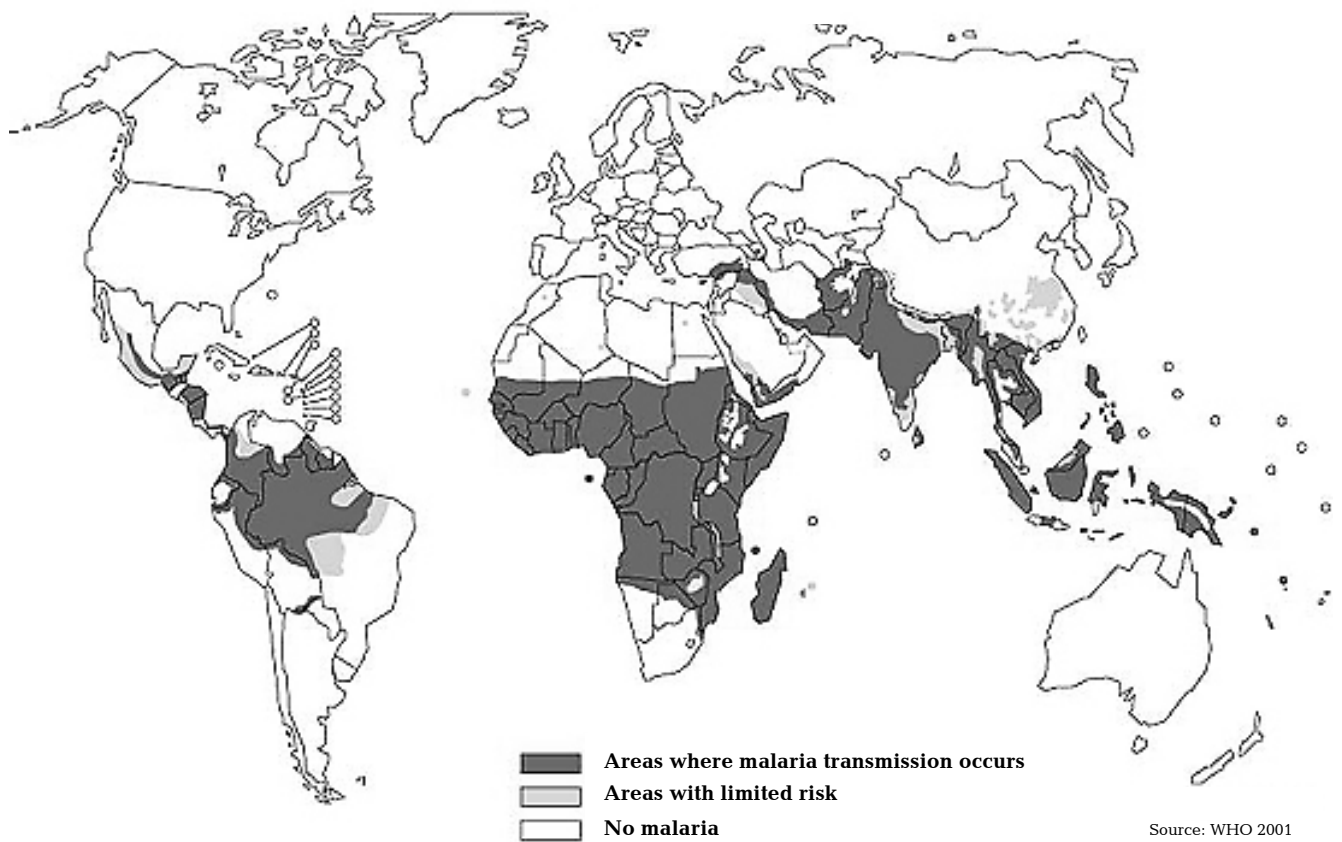 Areas where malaria transmission occurs
Areas with limited risk
No malaria
Source: WHO 2001